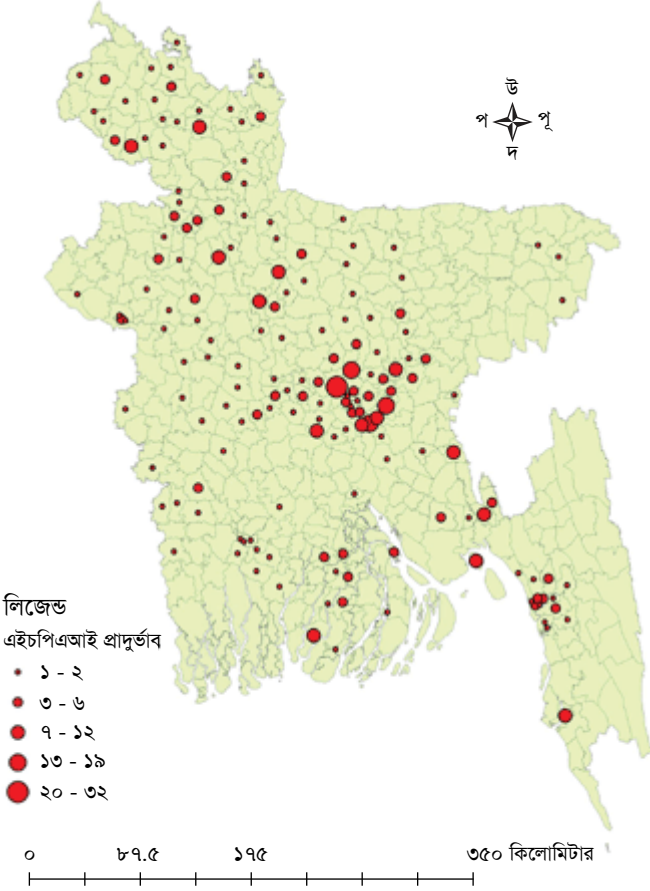 উ
প পূ
দ
লিজেন্ড
এইচপিএআই প্রাদুর্ভাব
১ - ২
৩ - ৬
৭ - ১২
১৩ - ১৯
২০ - ৩২
০ ৮৭.৫ ১৭৫ ৩৫০ কিলোমিটার